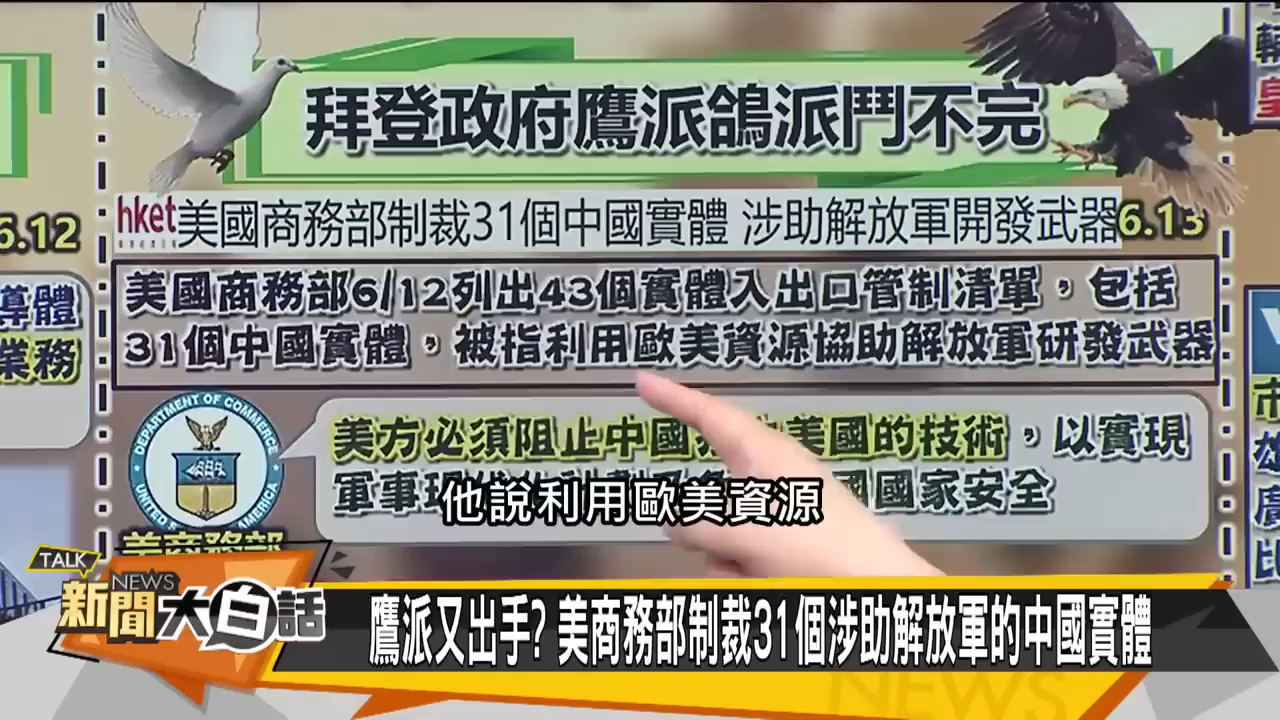 拜登政府鷹派鴿派鬥不完
6.12
hket美國商務部制裁31個中國實體 涉助解放軍開發武器6.13
美國商務部6/12列出43個實體入出口管制清單，包括
31個中國實體，被指利用歐美資源協助解放軍研發武器
導體
業務
DEPARTMENT OF COMMERCE
美方必須阻止中國 美國的技術，以實現
軍事 國家安全
他說利用歐美資源
美商務部
TALK
NEWS
新聞大白話
鷹派又出手? 美商務部制裁31個涉助解放軍的中國實體
NEWS